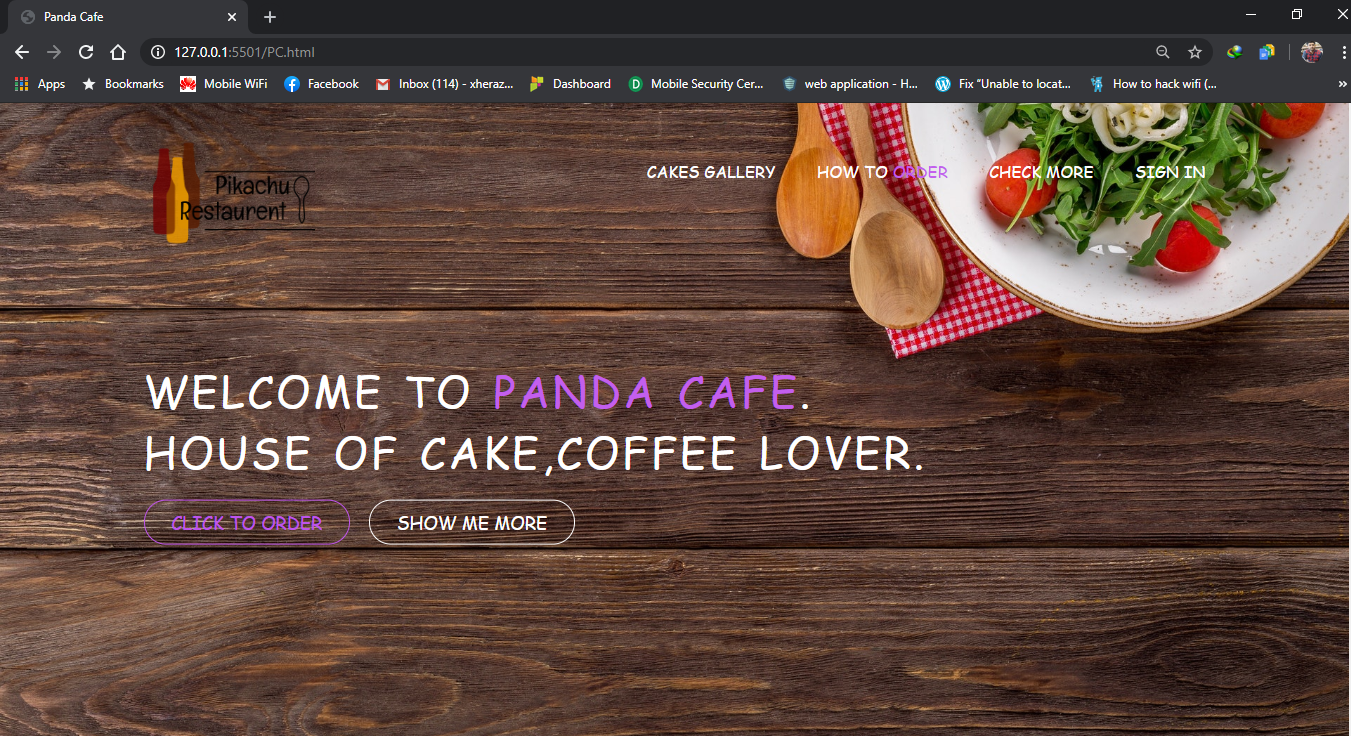 Panda Cafe
127.0.0.1:5501/PC.html
Apps Bookmarks Mobile WiFi Facebook Inbox (114) - xheraz... Dashboard Mobile Security Cer... web application - H... Fix “Unable to locat... How to hack wifi (...
Pikachu
Restaurent
CAKES GALLERY HOW TO ORDER CHECK MORE SIGN IN
WELCOME TO PANDA CAFE.
HOUSE OF CAKE,COFFEE LOVER.
CLICK TO ORDER SHOW ME MORE